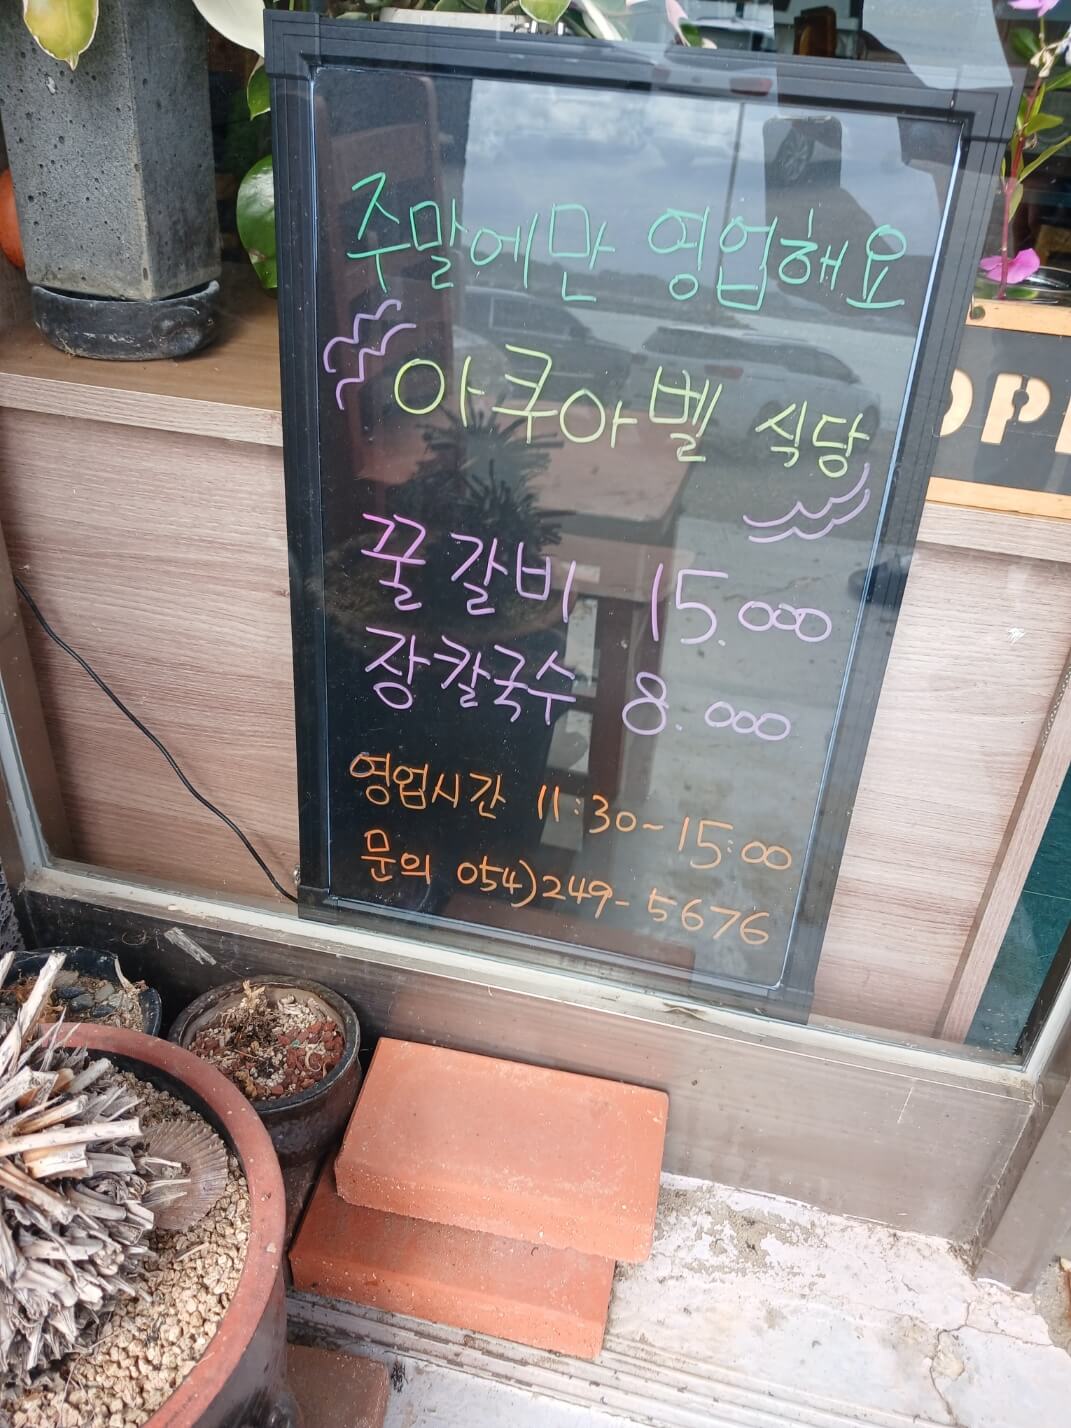 주말에만 영업해요
아쿠아벨 식당
꿀갈비 15.000
장칼국수 8.000
영업시간 11:30~15:00
문의 054)249-5676